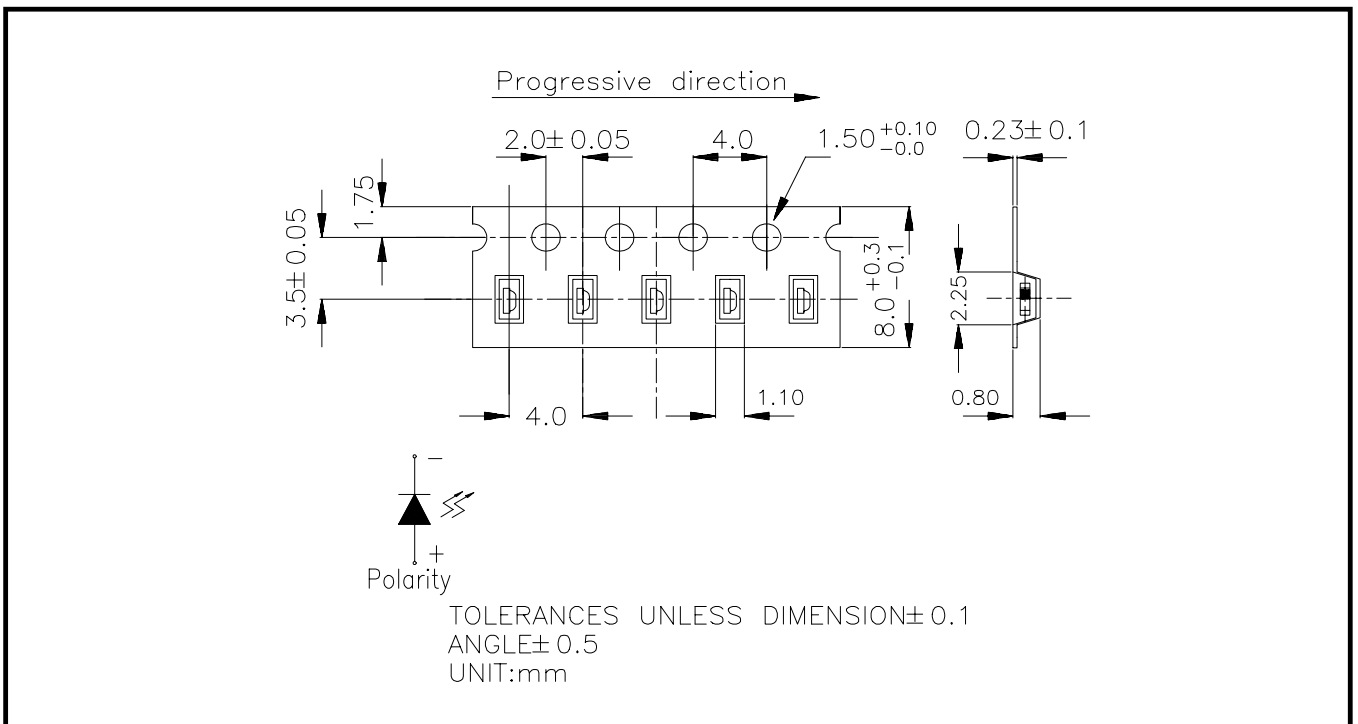 Progressive direction
2.0±0.05
4.0
1.50 +0.10 -0.0
0.23±0.1
1.75
3.5±0.05
8.0 +0.3 -0.1
2.25
4.0
1.10
0.80
−
+
Polarity
TOLERANCES UNLESS DIMENSION±0.1
ANGLE±0.5
UNIT:mm